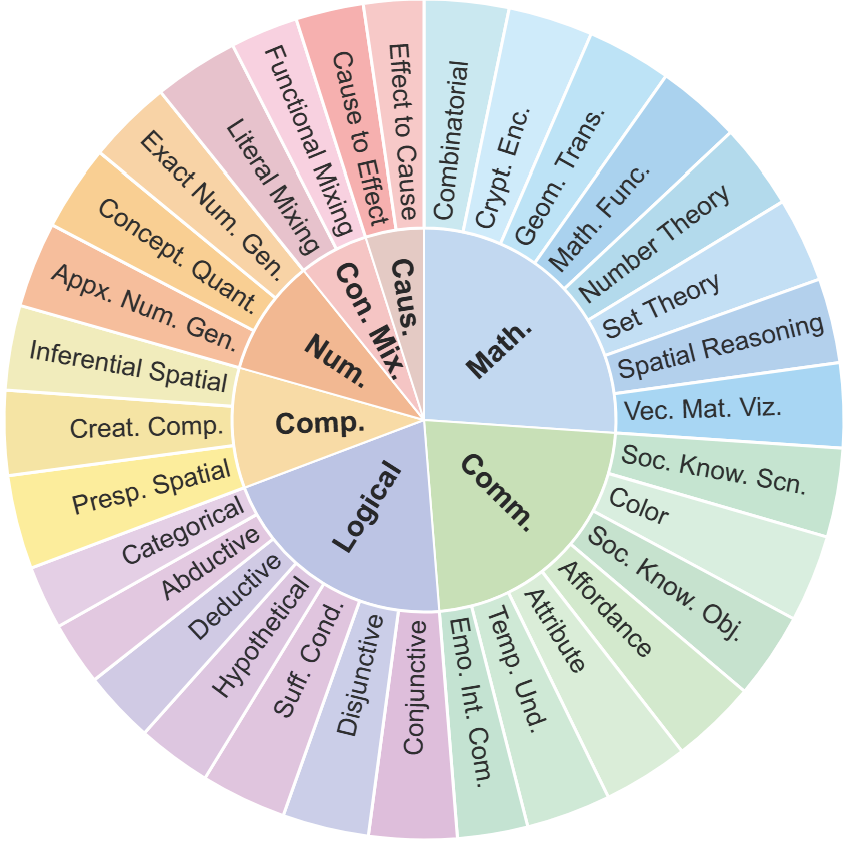 Combinatorial
Crypt. Enc.
Geom. Trans.
Math. Func.
Number Theory
Set Theory
Spatial Reasoning
Vec. Mat. Viz.
Soc. Know. Scn.
Color
Soc. Know. Obj.
Affordance
Attribute
Temp. Und.
Emo. Int. Com.
Conjunctive
Disjunctive
Suff. Cond.
Hypothetical
Deductive
Abductive
Categorical
Presp. Spatial
Creat. Comp.
Inferential Spatial
Appx. Num. Gen.
Concept. Quant.
Exact Num. Gen.
Literal Mixing
Functional Mixing
Cause to Effect
Effect to Cause
Math.
Comm.
Logical
Comp.
Num.
Con. Mix.
Caus.